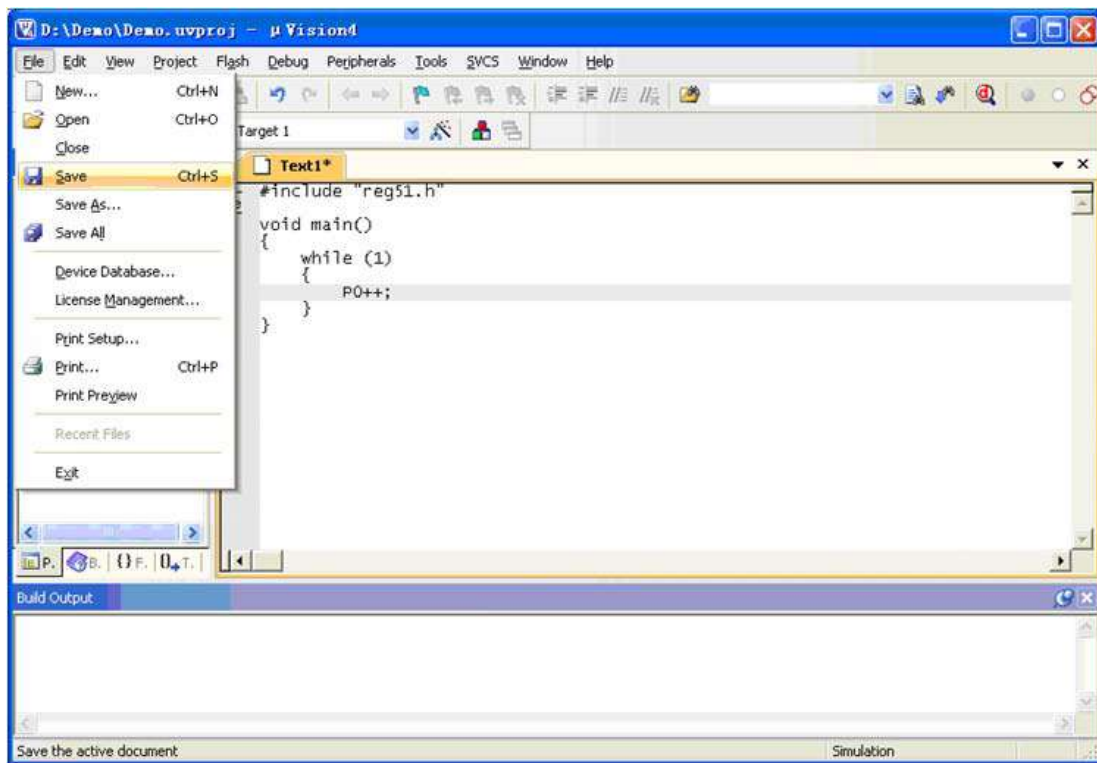 D:\Demo\Demo.uvproj - µVision4
File Edit View Project Flash Debug Peripherals Tools SVCS Window Help
New... Ctrl+N
Open Ctrl+O
Close
Save Ctrl+S
Save As...
Save All
Device Database...
License Management...
Print Setup...
Print... Ctrl+P
Print Preview
Recent Files
Exit
Target 1
Text1*
#include "reg51.h"
void main()
{
while (1)
{
P0++;
}
}
P. B. {} F. 0 T.
Build Output
Save the active document Simulation